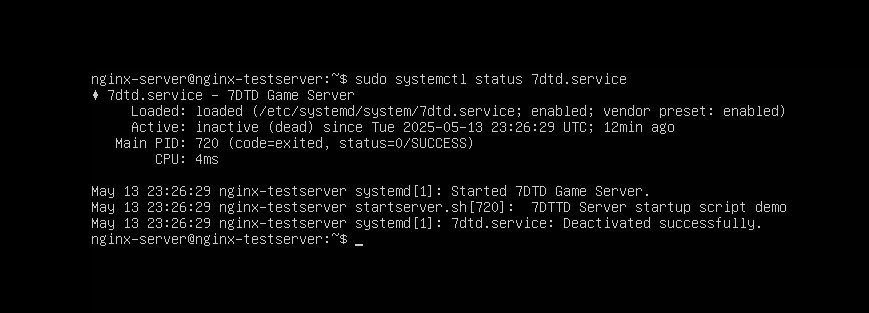 nginx-server@nginx-testserver:~$ sudo systemctl status 7dtd.service
♦ 7dtd.service - 7DTD Game Server
Loaded: loaded (/etc/systemd/system/7dtd.service; enabled; vendor preset: enabled)
Active: inactive (dead) since Tue 2025-05-13 23:26:29 UTC; 12min ago
Main PID: 720 (code=exited, status=0/SUCCESS)
CPU: 4ms
May 13 23:26:29 nginx-testserver systemd[1]: Started 7DTD Game Server.
May 13 23:26:29 nginx-testserver startserver.sh[720]:  7DTTD Server startup script demo
May 13 23:26:29 nginx-testserver systemd[1]: 7dtd.service: Deactivated successfully.
nginx-server@nginx-testserver:~$ _